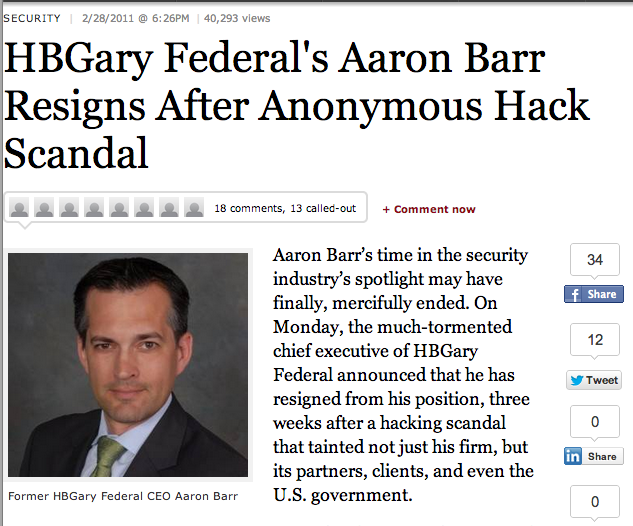 SECURITY | 2/28/2011 @ 6:26PM | 40,293 views
HBGary Federal's Aaron Barr
Resigns After Anonymous Hack
Scandal
18 comments, 13 called-out
+ Comment now
Aaron Barr’s time in the security
industry’s spotlight may have
finally, mercifully ended. On
Monday, the much-tormented
chief executive of HBGary
Federal announced that he has
resigned from his position, three
weeks after a hacking scandal
that tainted not just his firm, but
its partners, clients, and even the
U.S. government.
Former HBGary Federal CEO Aaron Barr
34
f Share
12
Tweet
0
in Share
0